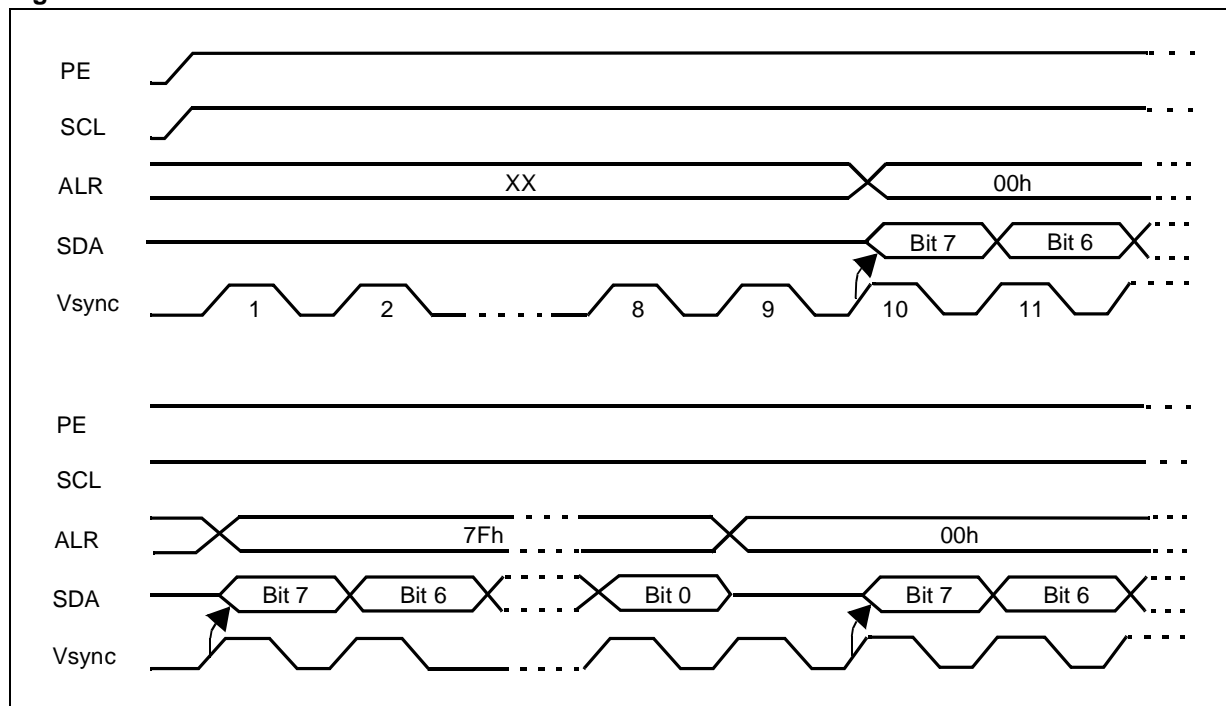 PE
SCL
ALR XX 00h
SDA Bit 7 Bit 6
Vsync 1 2 8 9 10 11
PE
SCL
ALR 7Fh 00h
SDA Bit 7 Bit 6 Bit 0 Bit 7 Bit 6
Vsync